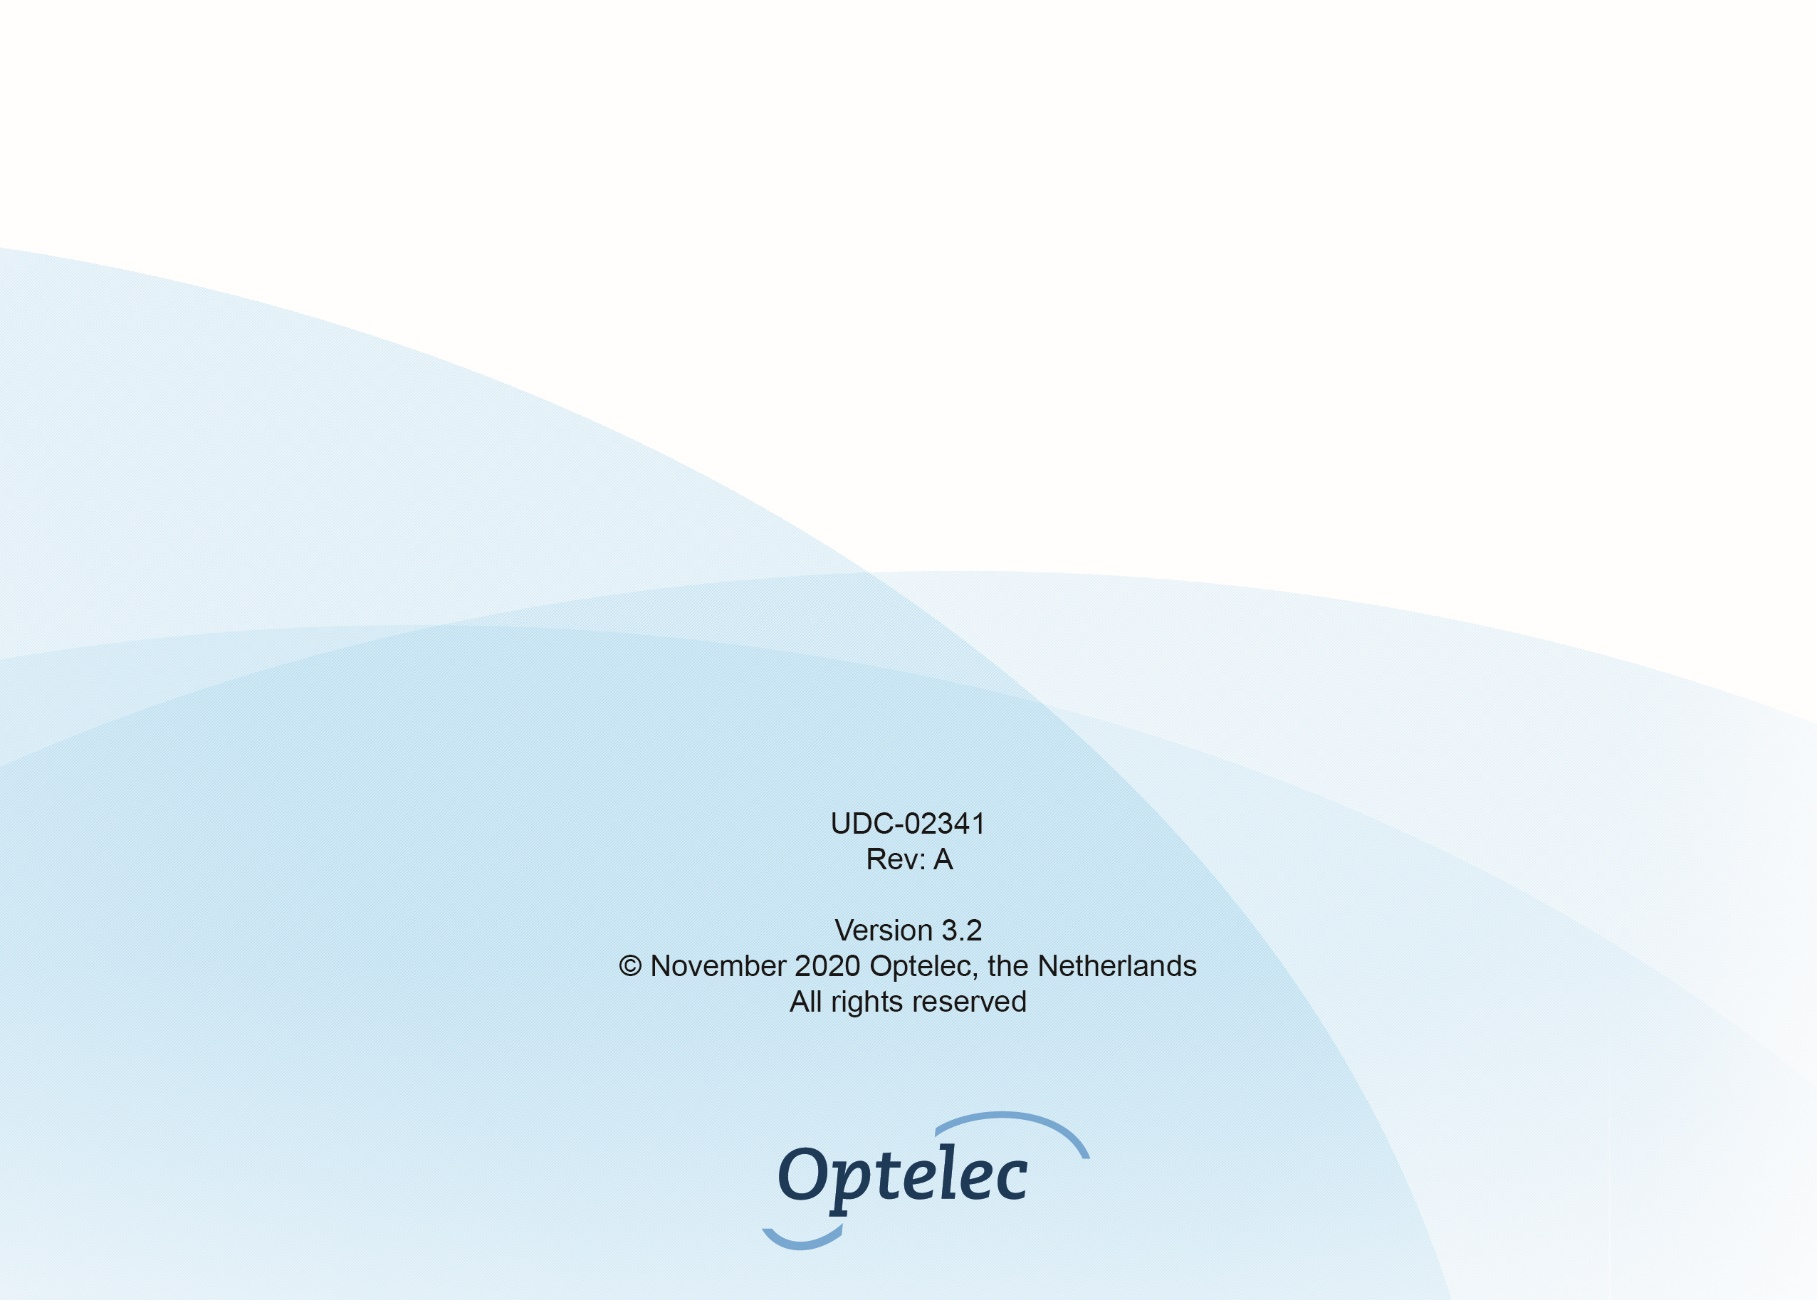 UDC-02341
Rev: A
Version 3.2
© November 2020 Optelec, the Netherlands
All rights reserved
Optelec